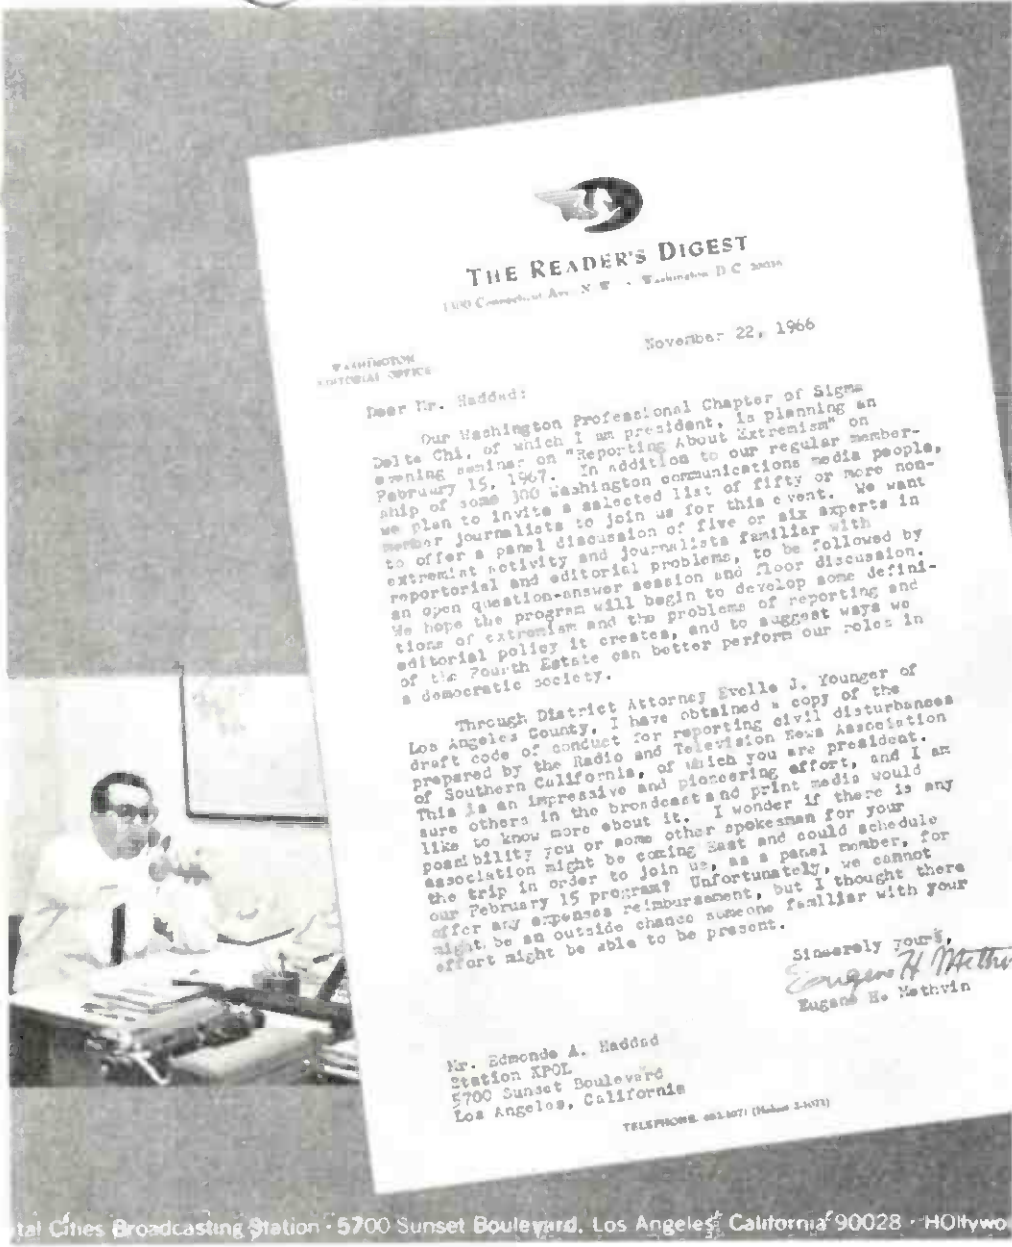 THE READER'S DIGEST
1300 Connecticut Ave. N. W. · Washington D. C. 20036
November 22, 1966
WASHINGTON
EDITORIAL OFFICE
Dear Mr. Haddad:
Our Washington Professional Chapter of Sigma
Delta Chi, of which I am president, is planning an
evening seminar on "Reporting About Extremism" on
February 15, 1967. In addition to our regular member-
ship of some 300 Washington communications media people,
we plan to invite a selected list of fifty or more non-
member journalists to join us for this event. We want
to offer a panel discussion of five or six experts in
extremist activity and journalists familiar with
reportorial and editorial problems, to be followed by
an open question-answer session and floor discussion.
We hope the program will begin to develop some defini-
tions of extremism and the problems of reporting and
editorial policy it creates, and to suggest ways we
of the Fourth Estate can better perform our roles in
a democratic society.
Through District Attorney Evelle J. Younger of
Los Angeles County, I have obtained a copy of the
draft code of conduct for reporting civil disturbances
prepared by the Radio and Television News Association
of Southern California, of which you are president.
This is an impressive and pioneering effort, and I am
sure others in the broadcast and print media would
like to know more about it. I wonder if there is any
possibility you or some other spokesman for your
association might be coming East and could schedule
the trip in order to join us, as a panel member, for
our February 15 program? Unfortunately, we cannot
offer any expenses reimbursement, but I thought there
might be an outside chance someone familiar with your
effort might be able to be present.
Sincerely yours,
Eugene H. Methvin
Eugene H. Methvin
Mr. Edmonde A. Haddad
Station KPOL
5700 Sunset Boulevard
Los Angeles, California
TELEPHONE
tal Cities Broadcasting Station · 5700 Sunset Boulevard, Los Angeles, California 90028 · HOllywo